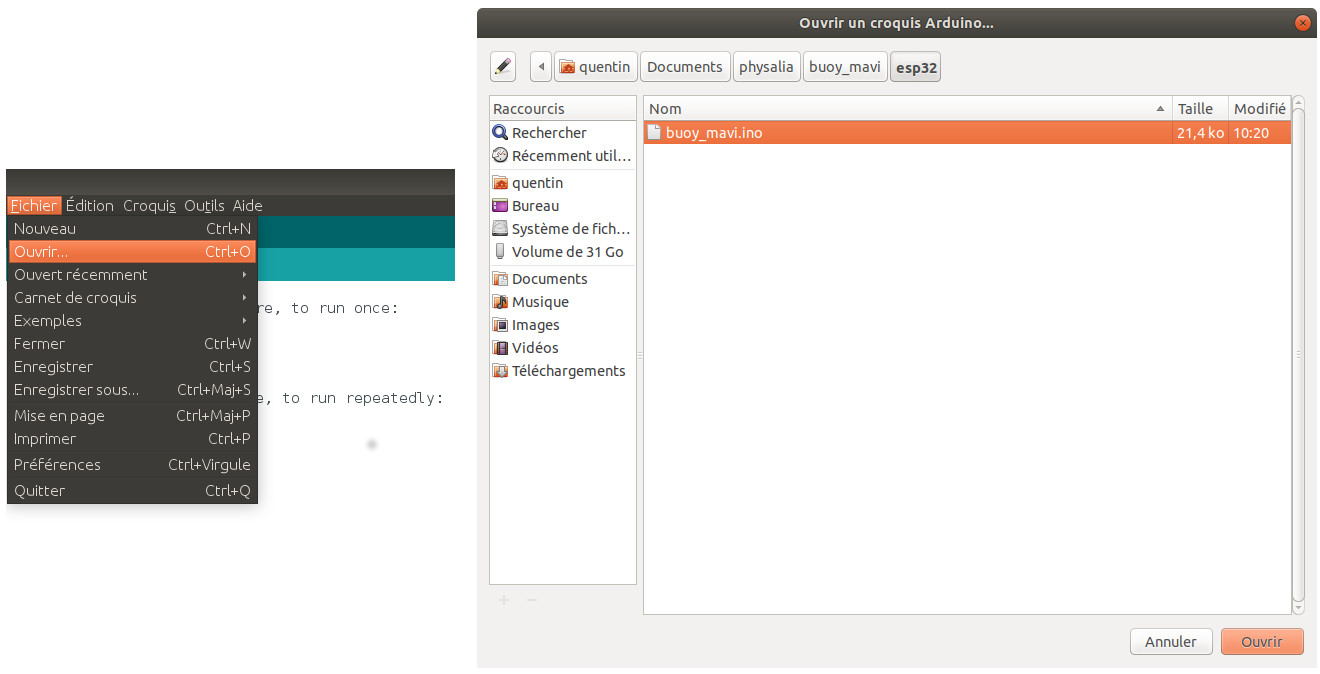 Fichier Édition Croquis Outils Aide
Nouveau Ctrl+N
Ouvrir... Ctrl+O
Ouvert récemment
Carnet de croquis
Exemples
Fermer Ctrl+W
Enregistrer Ctrl+S
Enregistrer sous... Ctrl+Maj+S
Mise en page Ctrl+Maj+P
Imprimer Ctrl+P
Préférences Ctrl+Virgule
Quitter Ctrl+Q
re, to run once:
e, to run repeatedly:
Ouvrir un croquis Arduino...
quentin Documents physalia buoy_mavi esp32
Raccourcis
Rechercher
Récemment util...
quentin
Bureau
Système de fich...
Volume de 31 Go
Documents
Musique
Images
Vidéos
Téléchargements
Nom Taille Modifié
buoy_mavi.ino 21,4 ko 10:20
Annuler Ouvrir